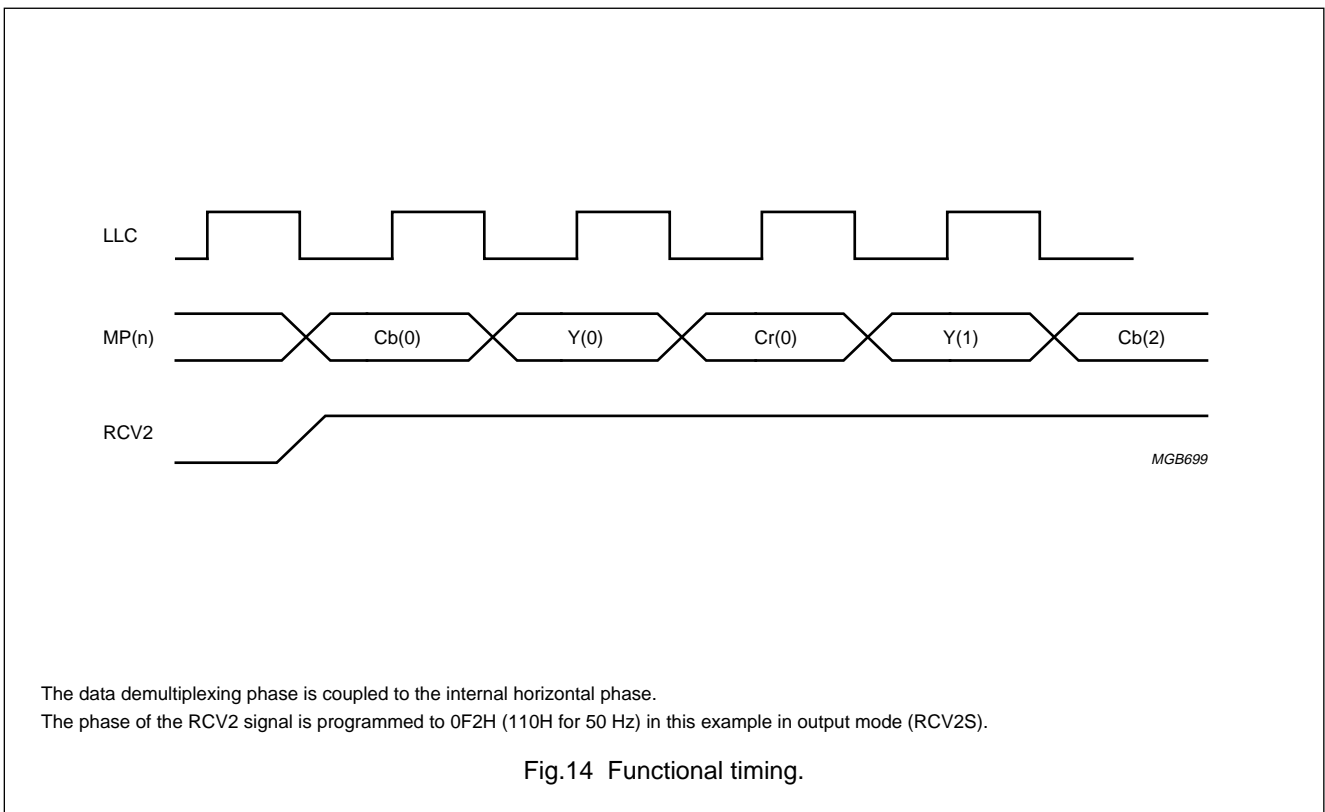 LLC
MP(n) Cb(0) Y(0) Cr(0) Y(1) Cb(2)
RCV2
MGB699
The data demultiplexing phase is coupled to the internal horizontal phase.
The phase of the RCV2 signal is programmed to 0F2H (110H for 50 Hz) in this example in output mode (RCV2S).
Fig.14 Functional timing.